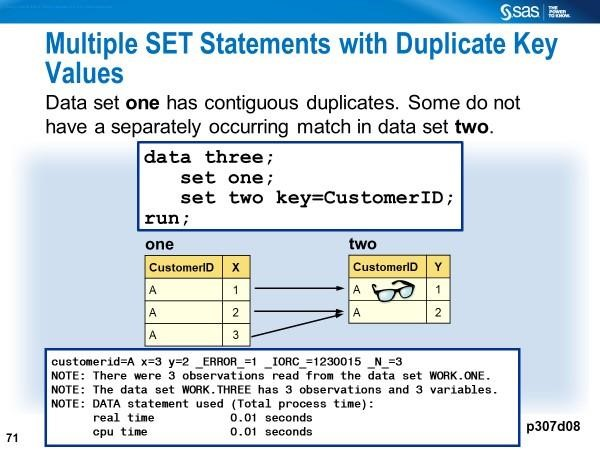 sas THE POWER TO KNOW.
Multiple SET Statements with Duplicate Key
Values
Data set one has contiguous duplicates. Some do not
have a separately occurring match in data set two.
data three;
set one;
set two key=CustomerID;
run;
one
CustomerID X
A 1
A 2
A 3
two
CustomerID Y
A 1
A 2
customerid=A x=3 y=2 _ERROR_=1 _IORC_=1230015 _N_=3
NOTE: There were 3 observations read from the data set WORK.ONE.
NOTE: The data set WORK.THREE has 3 observations and 3 variables.
NOTE: DATA statement used (Total process time):
real time 0.01 seconds
cpu time 0.01 seconds
p307d08
71